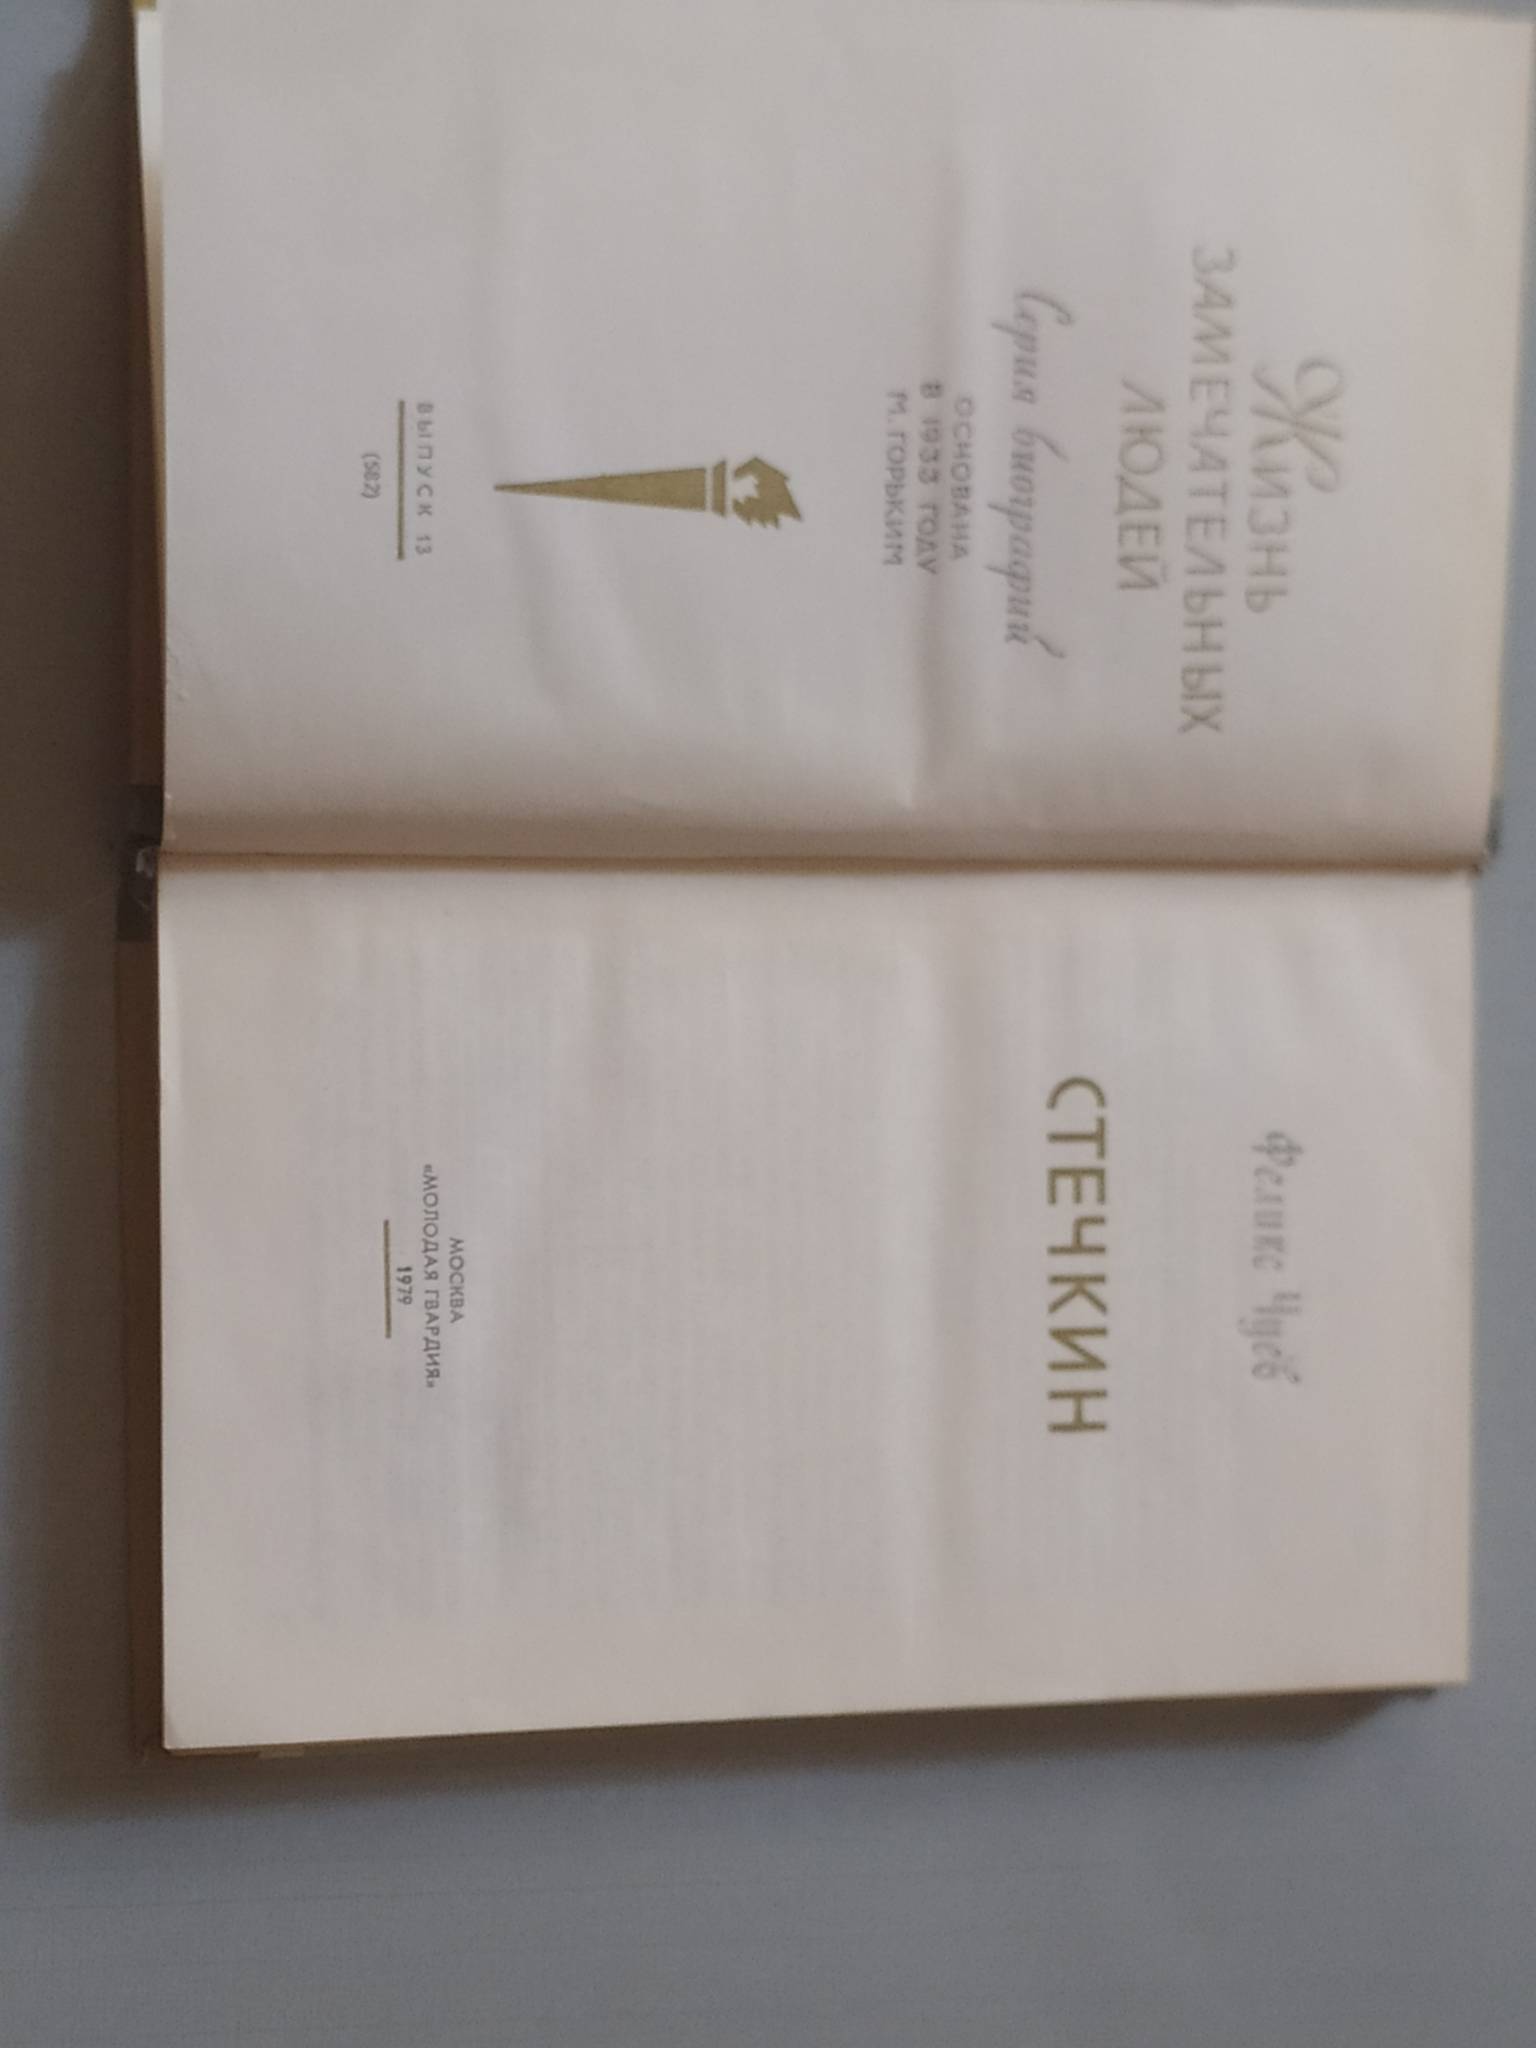 Жизнь
ЗАМЕЧАТЕЛЬНЫХ
ЛЮДЕЙ
Серия биографий
ОСНОВАНА
В 1933 ГОДУ
М. ГОРЬКИМ
ВЫПУСК 13
(582)
Феликс Чуев
СТЕЧКИН
МОСКВА
«МОЛОДАЯ ГВАРДИЯ»
1979